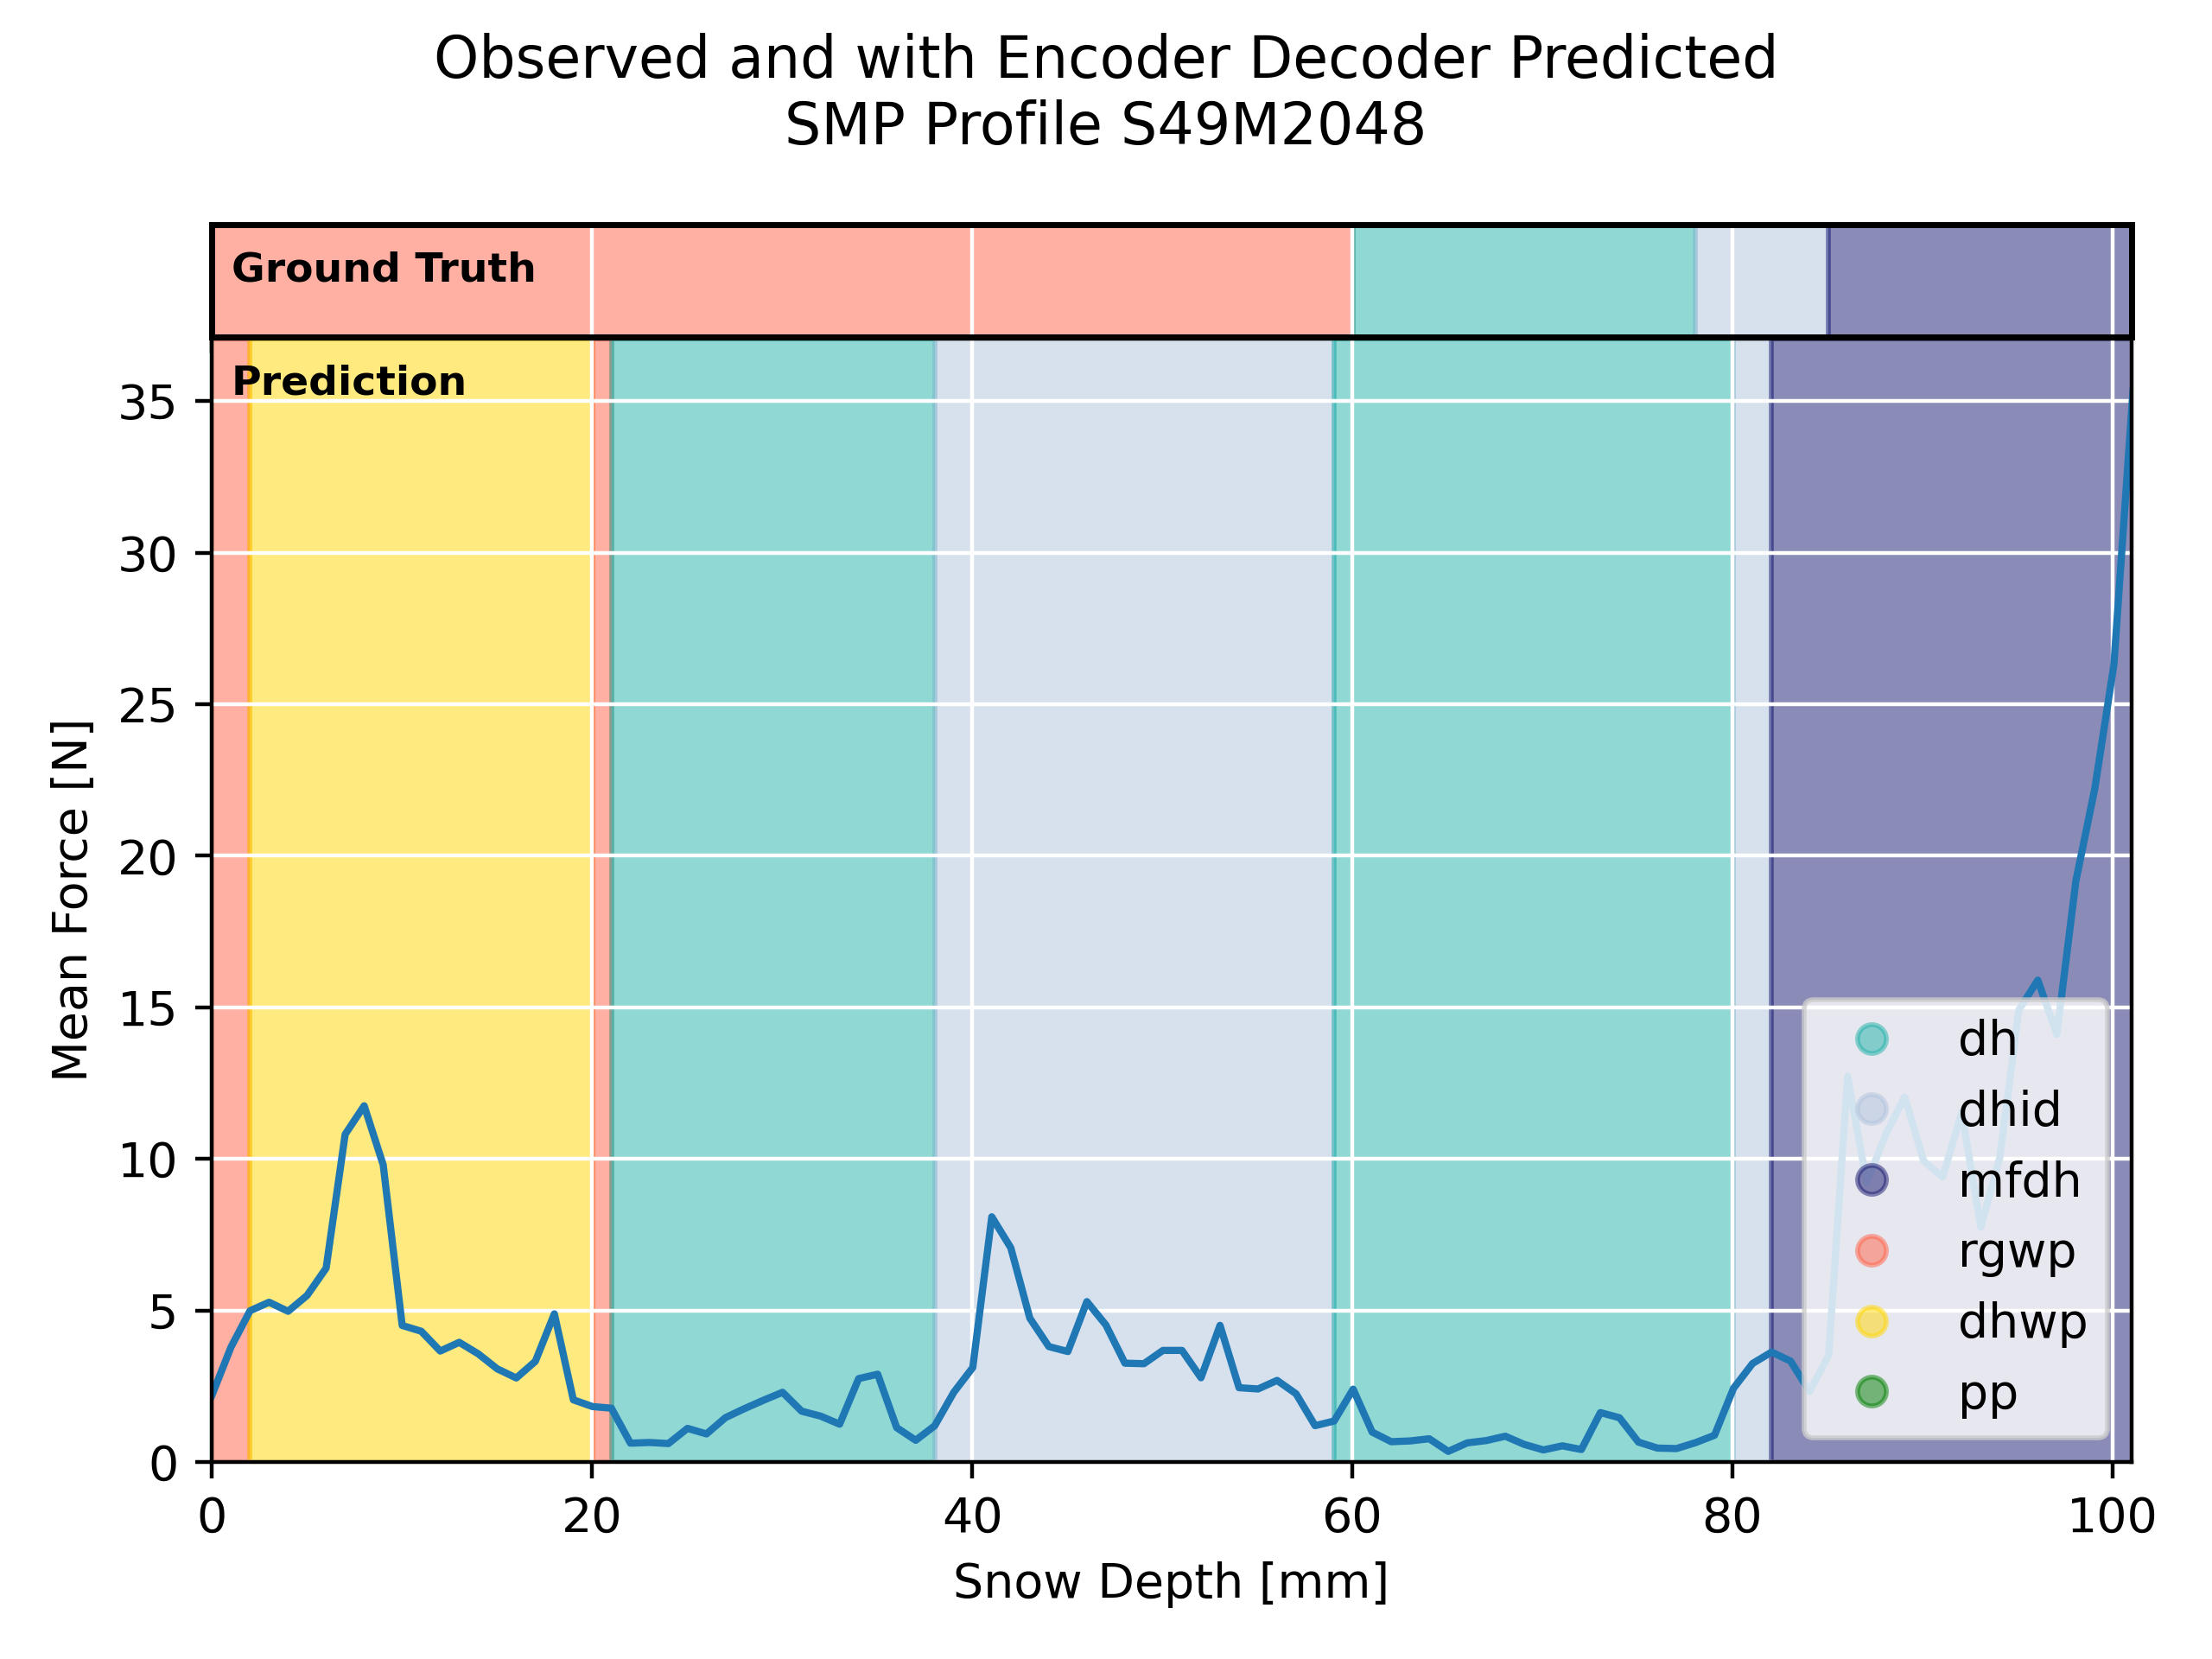 Observed and with Encoder Decoder Predicted
SMP Profile S49M2048
Ground Truth
Prediction
35
30
25
20
15
10
5
0
Mean Force [N]
dh
dhid
mfdh
rgwp
dhwp
pp
0 20 40 60 80 100
Snow Depth [mm]